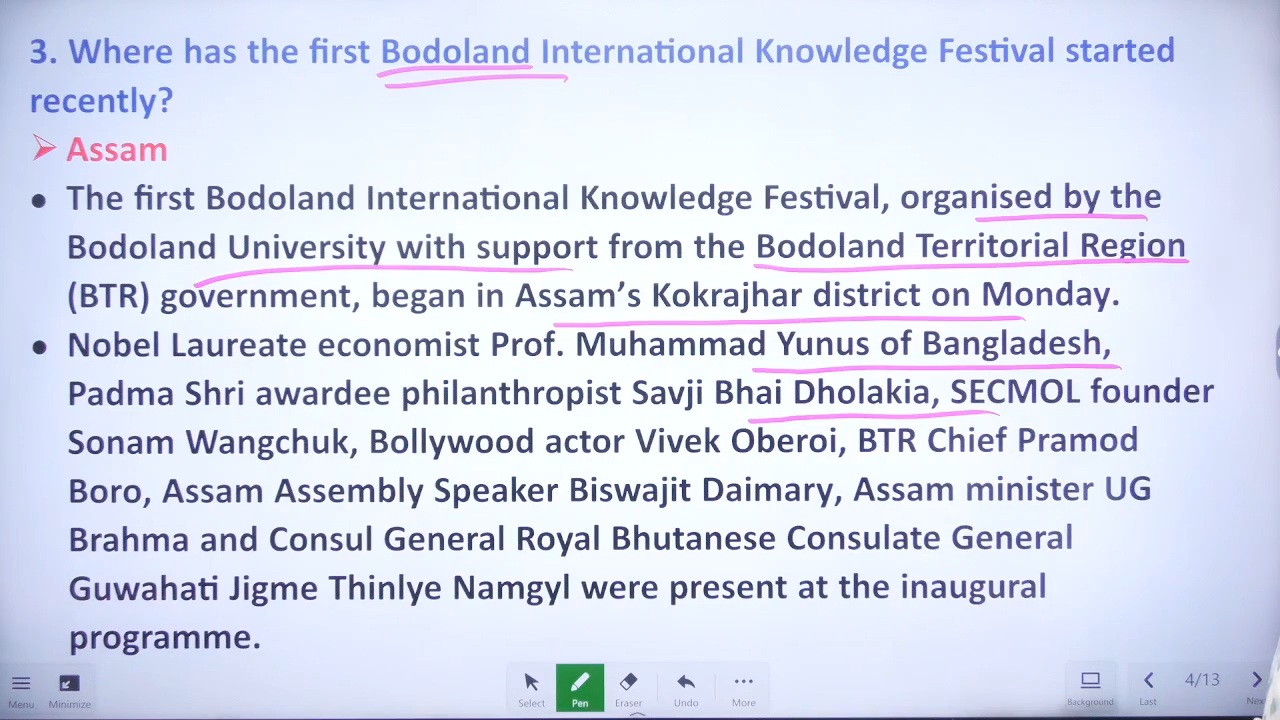 3. Where has the first Bodoland International Knowledge Festival started
recently?
➢ Assam
• The first Bodoland International Knowledge Festival, organised by the
Bodoland University with support from the Bodoland Territorial Region
(BTR) government, began in Assam's Kokrajhar district on Monday.
• Nobel Laureate economist Prof. Muhammad Yunus of Bangladesh,
Padma Shri awardee philanthropist Savji Bhai Dholakia, SECMOL founder
Sonam Wangchuk, Bollywood actor Vivek Oberoi, BTR Chief Pramod
Boro, Assam Assembly Speaker Biswajit Daimary, Assam minister UG
Brahma and Consul General Royal Bhutanese Consulate General
Guwahati Jigme Thinlye Namgyl were present at the inaugural
programme.
Menu Minimize Select Pen Eraser Undo More Background Last 4/13 Nex